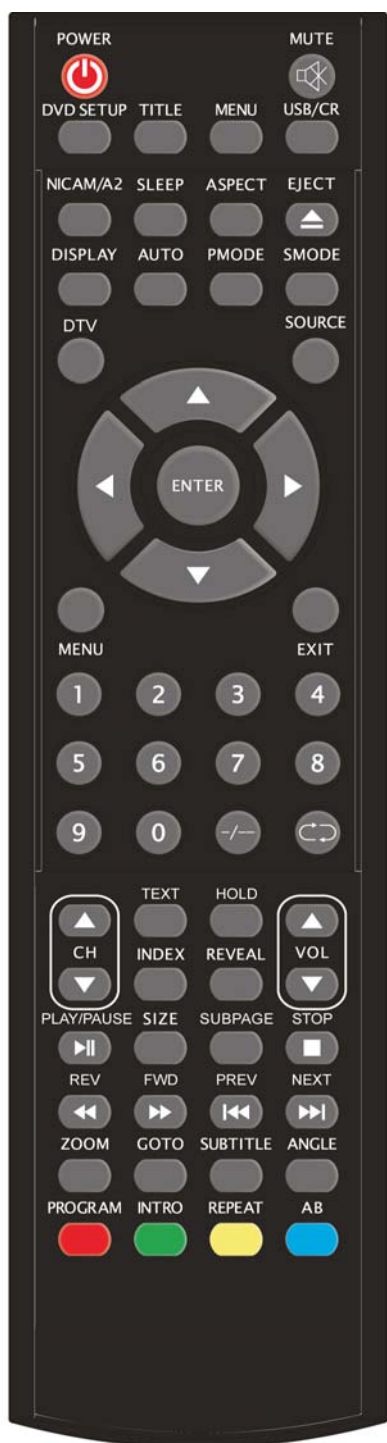 POWER MUTE
DVD SETUP TITLE MENU USB/CR
NICAM/A2 SLEEP ASPECT EJECT
DISPLAY AUTO PMODE SMODE
DTV SOURCE
ENTER
MENU EXIT
1 2 3 4
5 6 7 8
9 0 -/--
TEXT HOLD
CH INDEX REVEAL VOL
PLAY/PAUSE SIZE SUBPAGE STOP
REV FWD PREV NEXT
ZOOM GOTO SUBTITLE ANGLE
PROGRAM INTRO REPEAT AB